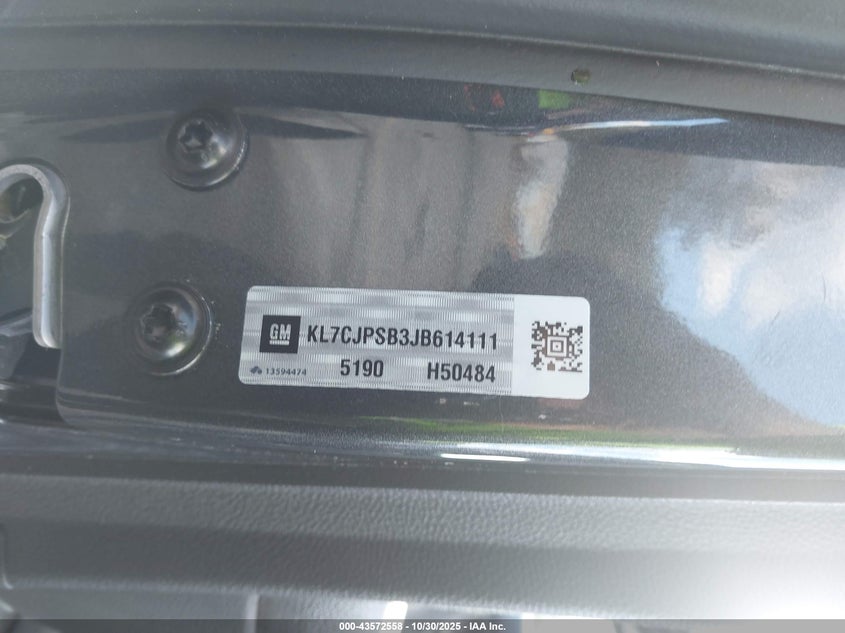 GM KL7CJPSB3JB614111
13594474 5190 H50484
000-43572558 - 10/30/2025 - IAA Inc.